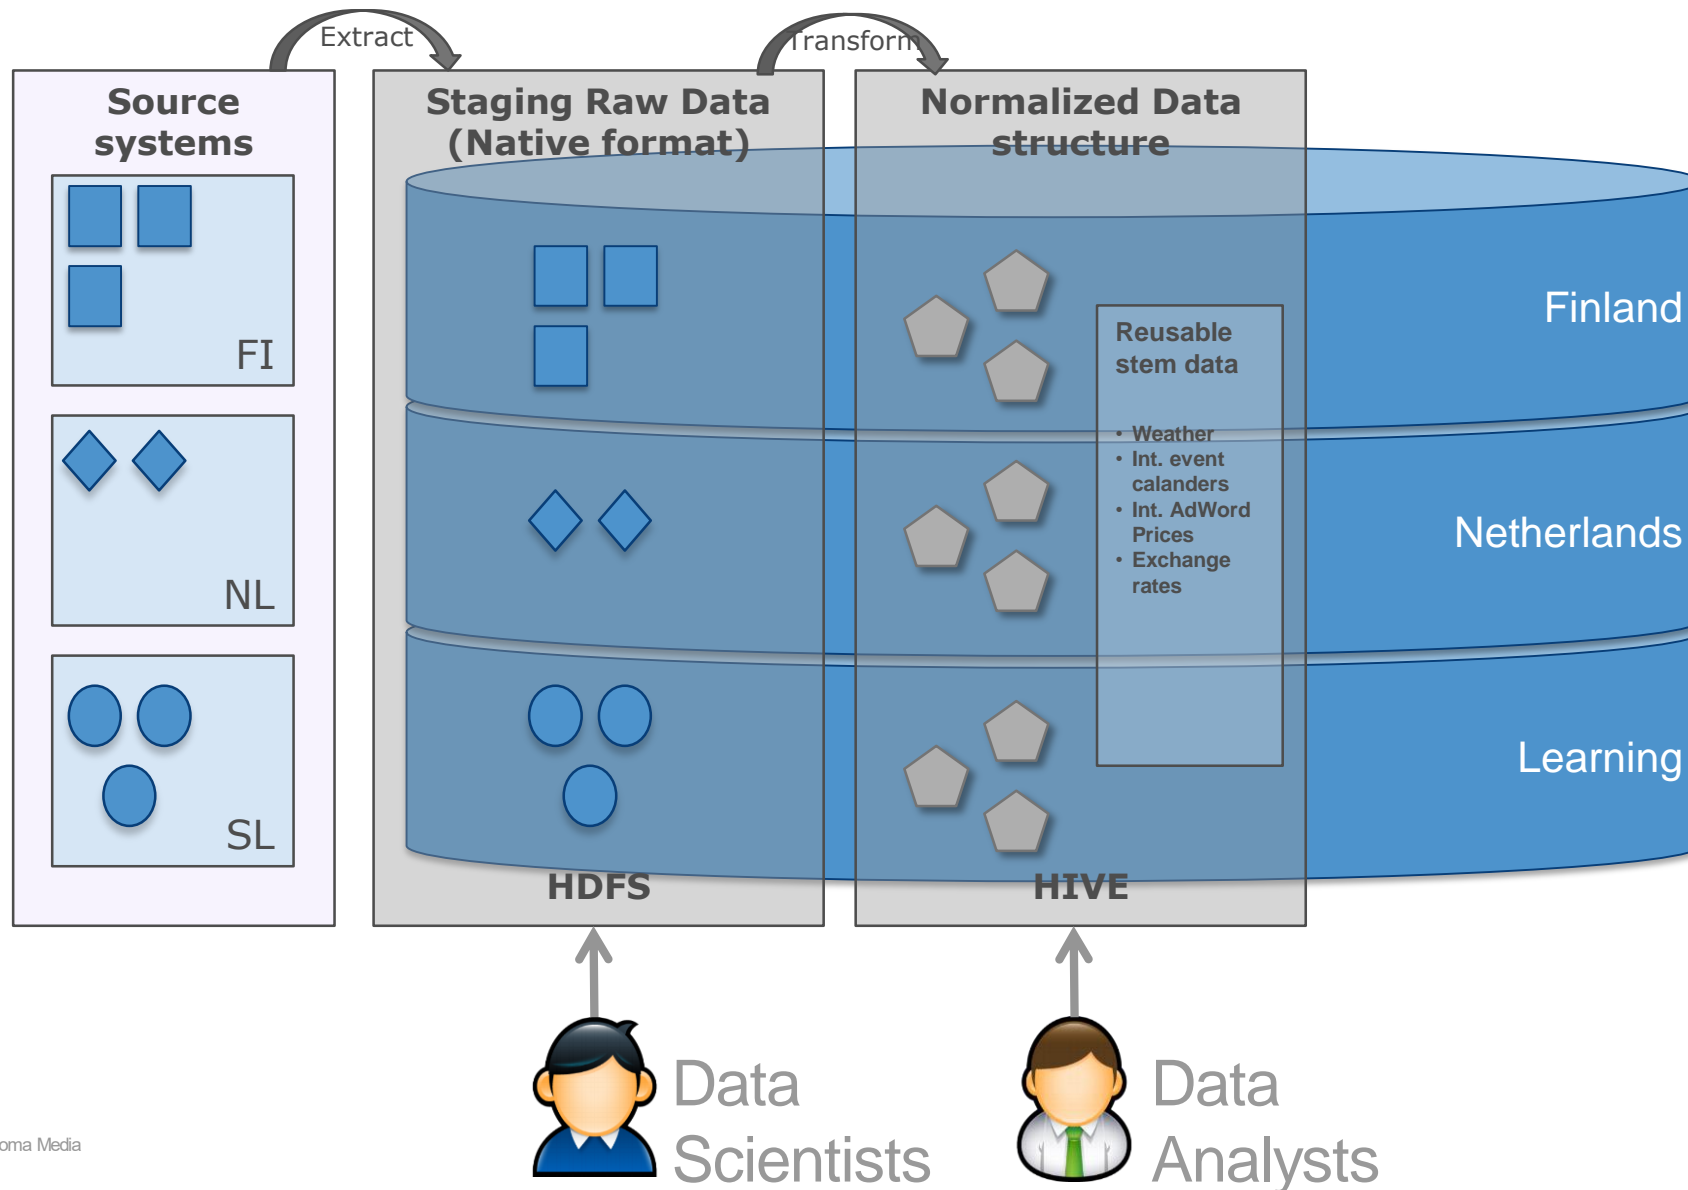 Extract
Transform
Source
systems
Staging Raw Data
(Native format)
Normalized Data
structure
FI
NL
SL
Finland
Netherlands
Learning
Reusable
stem data
• Weather
• Int. event
calanders
• Int. AdWord
Prices
• Exchange
rates
HDFS
HIVE
Data
Scientists
Data
Analysts
oma Media